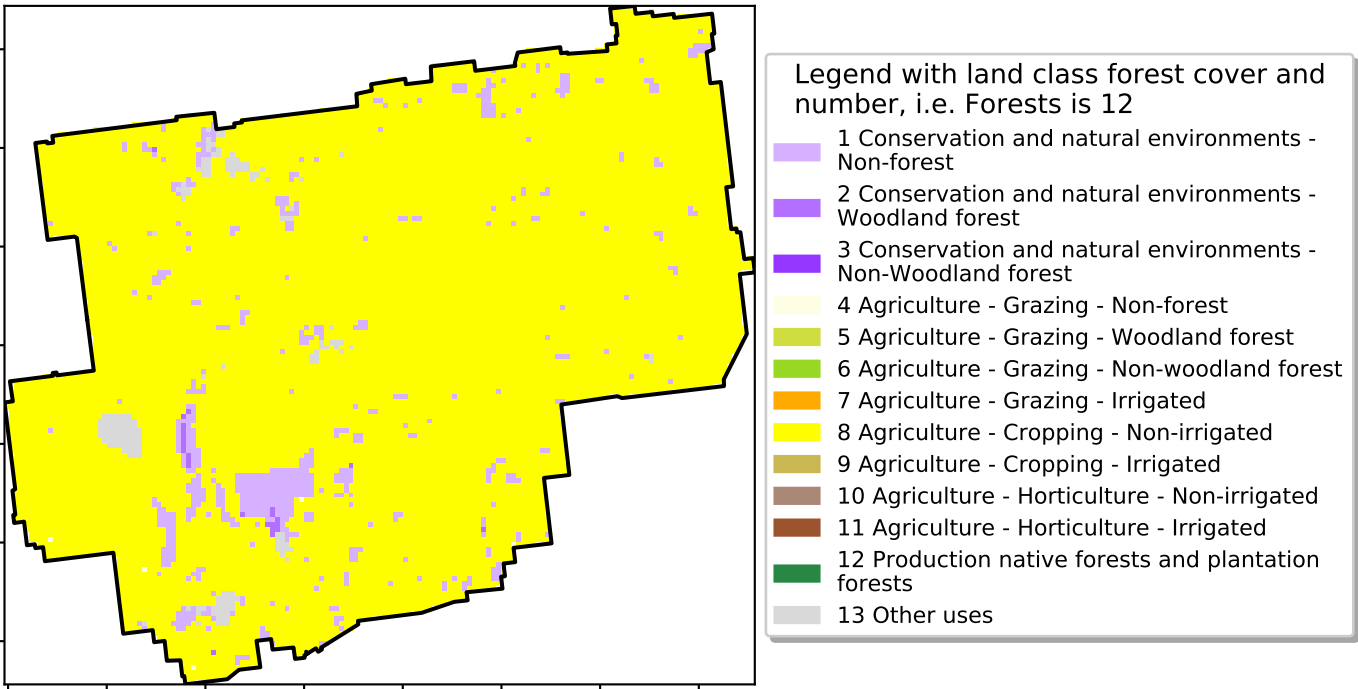 Legend with land class forest cover and
number, i.e. Forests is 12
1 Conservation and natural environments -
Non-forest
2 Conservation and natural environments -
Woodland forest
3 Conservation and natural environments -
Non-Woodland forest
4 Agriculture - Grazing - Non-forest
5 Agriculture - Grazing - Woodland forest
6 Agriculture - Grazing - Non-woodland forest
7 Agriculture - Grazing - Irrigated
8 Agriculture - Cropping - Non-irrigated
9 Agriculture - Cropping - Irrigated
10 Agriculture - Horticulture - Non-irrigated
11 Agriculture - Horticulture - Irrigated
12 Production native forests and plantation
forests
13 Other uses